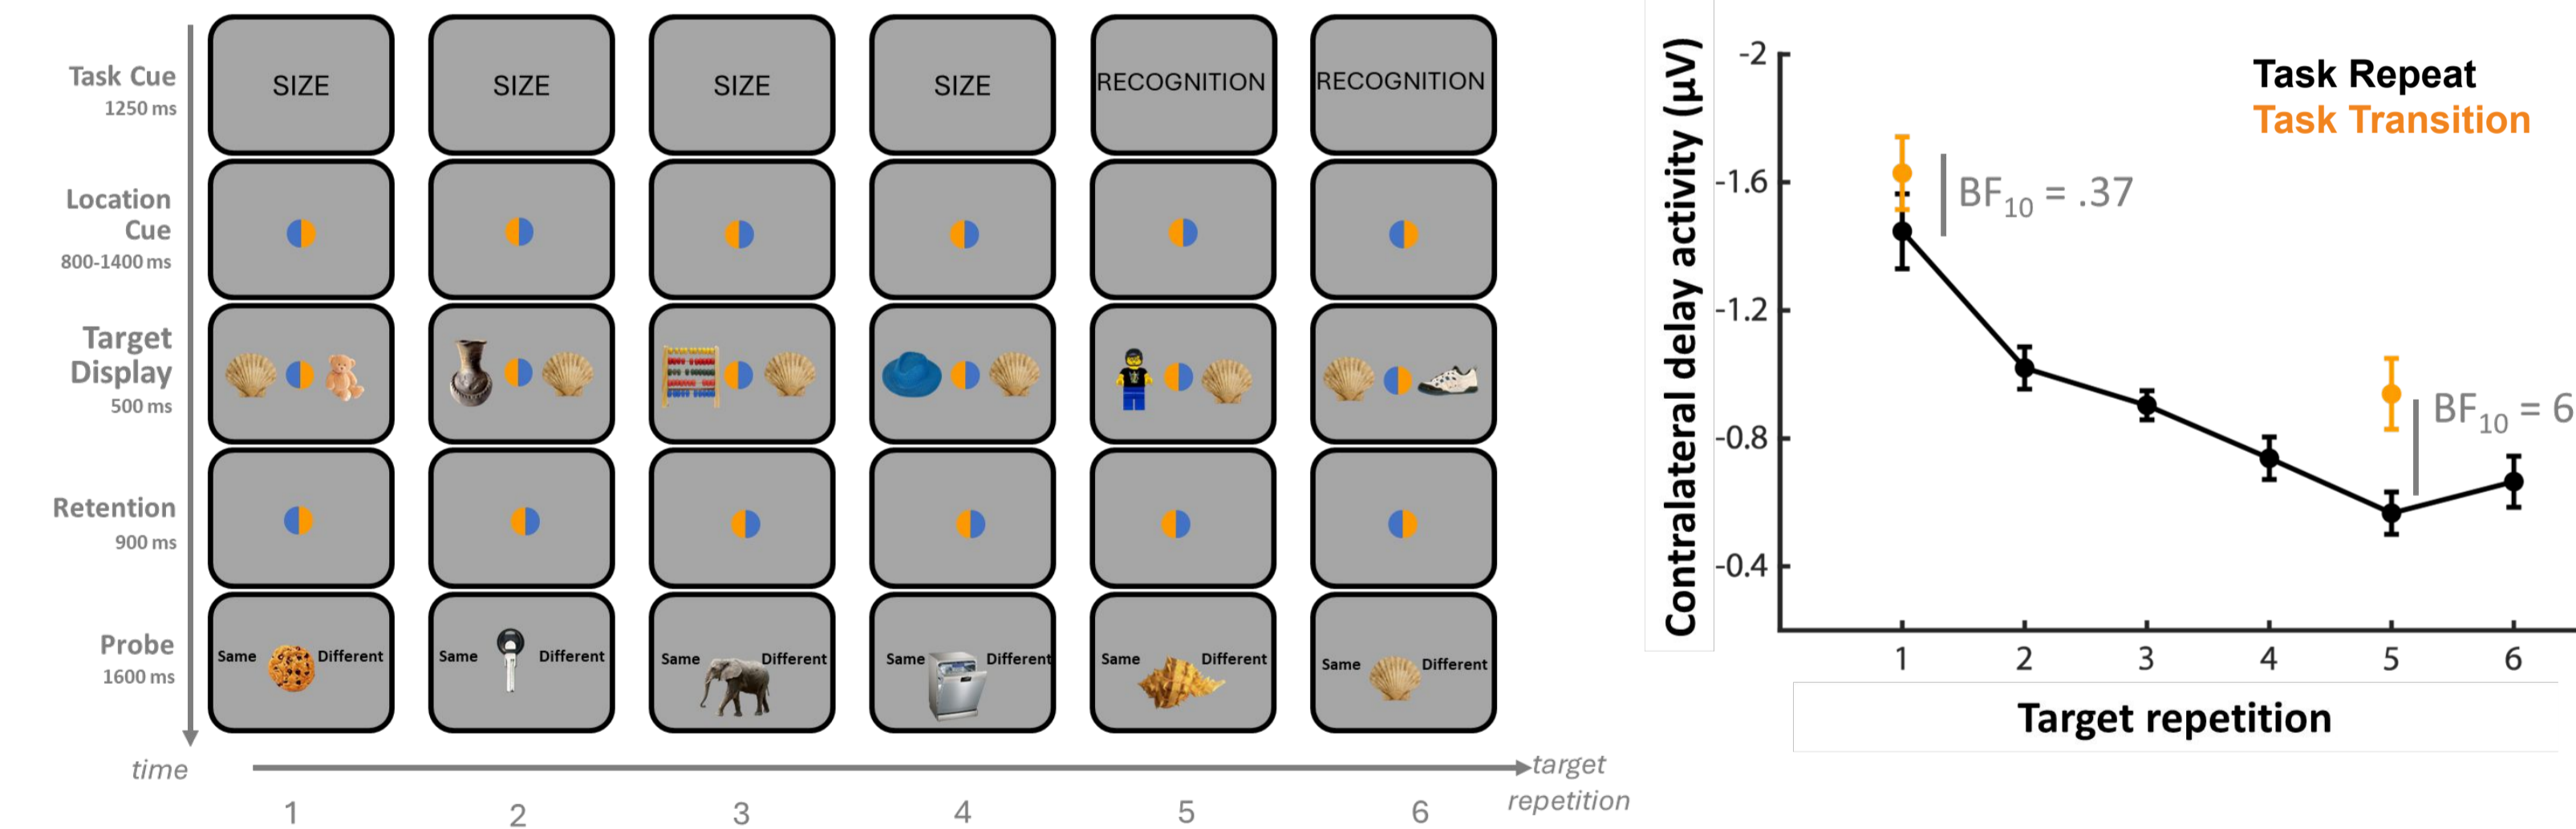 Task Cue
1250 ms
SIZE
SIZE
SIZE
SIZE
RECOGNITION
RECOGNITION
Location
Cue
800-1400 ms
Target
Display
500 ms
Retention
900 ms
Probe
1600 ms
Same Different
Same Different
Same Different
Same Different
Same Different
Same Different
time
target
repetition
1 2 3 4 5 6
Contralateral delay activity (µV)
-2
-1.6
-1.2
-0.8
-0.4
Task Repeat
Task Transition
BF10 = .37
BF10 = 6
1 2 3 4 5 6
Target repetition